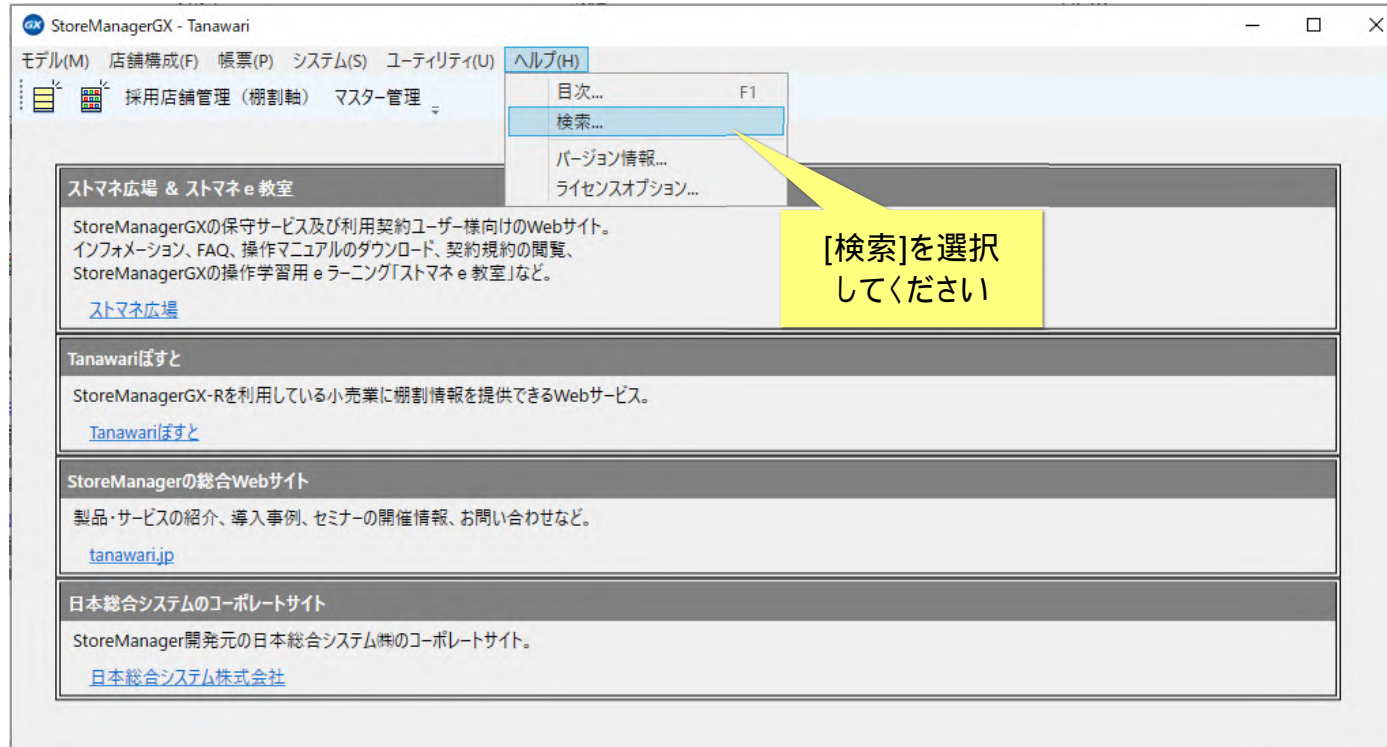 StoreManagerGX - Tanawari
モデル(M) 店舗構成(F) 帳票(P) システム(S) ユーティリティ(U) ヘルプ(H)
採用店舗管理（棚割軸） マスター管理
目次... F1
検索...
バージョン情報...
ライセンスオプション...
[検索]を選択
してください
ストマネ広場 & ストマネe教室
StoreManagerGXの保守サービス及び利用契約ユーザー様向けのWebサイト。
インフォメーション、FAQ、操作マニュアルのダウンロード、契約規約の閲覧、
StoreManagerGXの操作学習用eラーニング「ストマネe教室」など。
ストマネ広場
Tanawariぽすと
StoreManagerGX-Rを利用している小売業に棚割情報を提供できるWebサービス。
Tanawariぽすと
StoreManagerの総合Webサイト
製品・サービスの紹介、導入事例、セミナーの開催情報、お問い合わせなど。
tanawari.jp
日本総合システムのコーポレートサイト
StoreManager開発元の日本総合システム㈱のコーポレートサイト。
日本総合システム株式会社